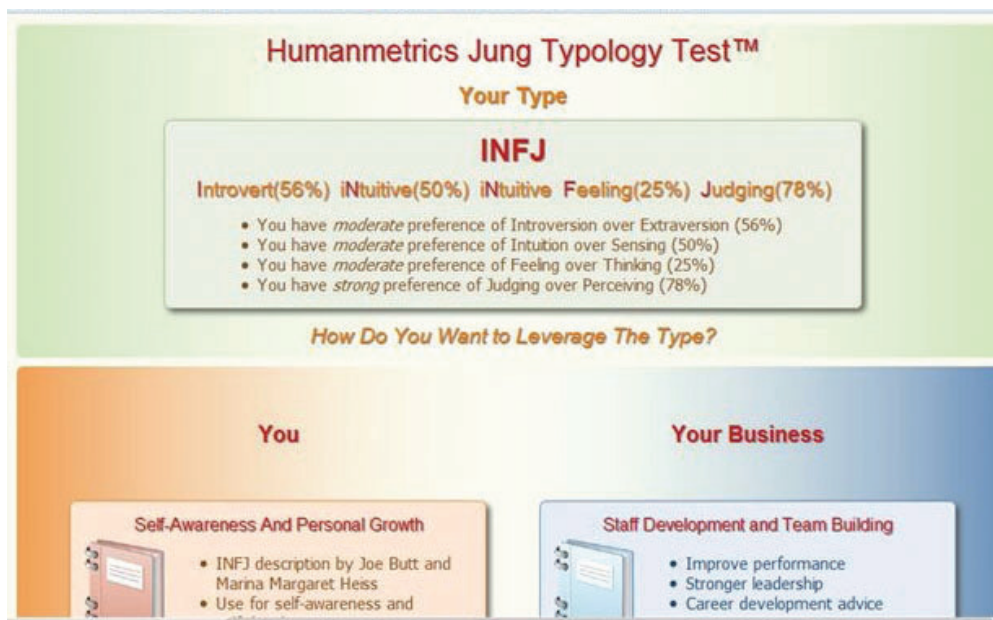 Humanmetrics Jung Typology Test™
Your Type
INFJ
Introvert(56%) iNtuitive(50%) iNtuitive Feeling(25%) Judging(78%)
• You have moderate preference of Introversion over Extraversion (56%)
• You have moderate preference of Intuition over Sensing (50%)
• You have moderate preference of Feeling over Thinking (25%)
• You have strong preference of Judging over Perceiving (78%)
How Do You Want to Leverage The Type?
You
Self-Awareness And Personal Growth
• INFJ description by Joe Butt and
Marina Margaret Heiss
• Use for self-awareness and
Your Business
Staff Development and Team Building
• Improve performance
• Stronger leadership
• Career development advice